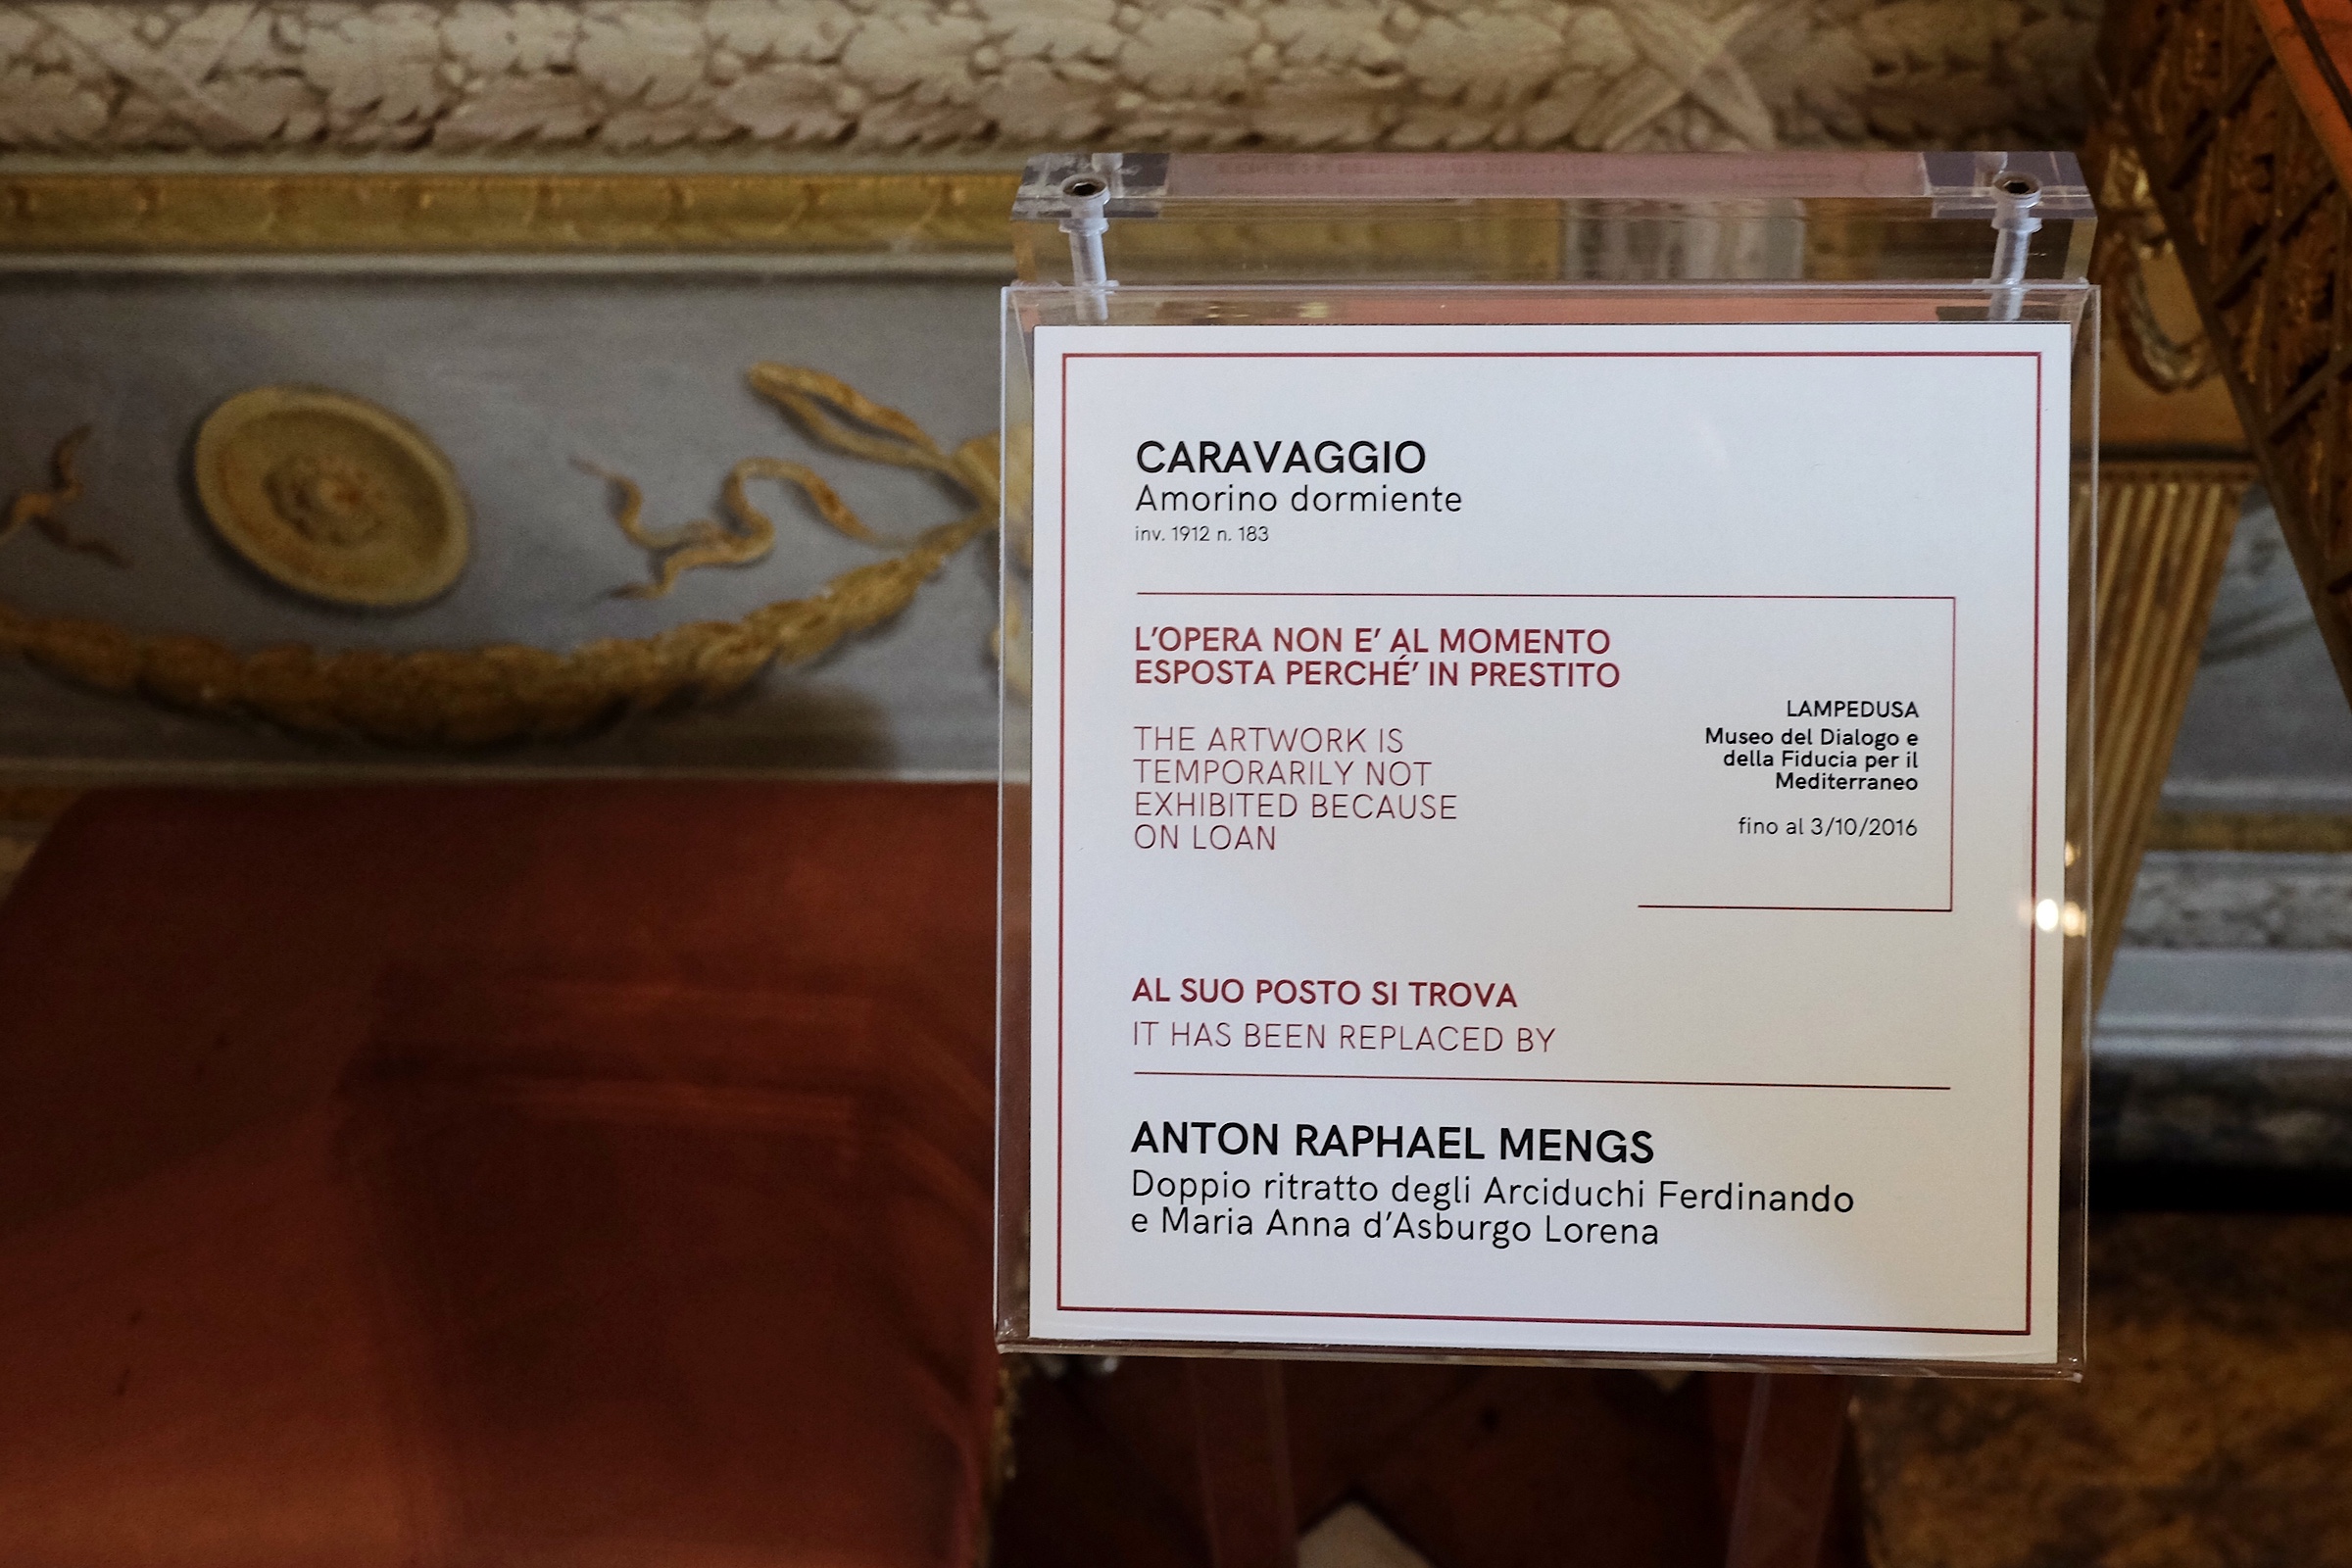 CARAVAGGIO
Amorino dormiente
inv. 1912 n. 183
L’OPERA NON E’ AL MOMENTO
ESPOSTA PERCHÉ’ IN PRESTITO
THE ARTWORK IS
TEMPORARILY NOT
EXHIBITED BECAUSE
ON LOAN
LAMPEDUSA
Museo del Dialogo e
della Fiducia per il
Mediterraneo
fino al 3/10/2016
AL SUO POSTO SI TROVA
IT HAS BEEN REPLACED BY
ANTON RAPHAEL MENGS
Doppio ritratto degli Arciduchi Ferdinando
e Maria Anna d’Asburgo Lorena